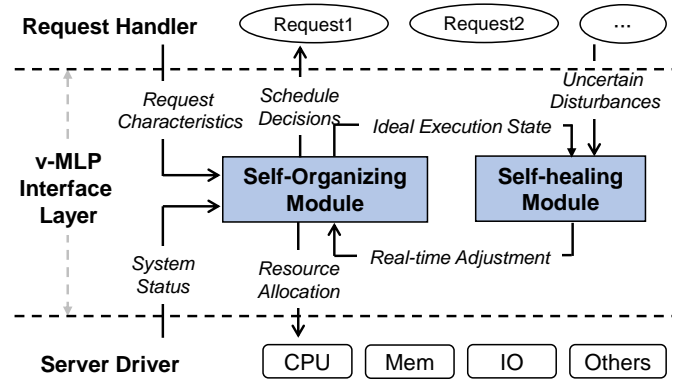 Request Handler
Request1
Request2
...
Request
Characteristics
Schedule
Decisions
Uncertain
Disturbances
Ideal Execution State
v-MLP
Interface
Layer
Self-Organizing
Module
Self-healing
Module
System
Status
Resource
Allocation
Real-time Adjustment
Server Driver
CPU
Mem
IO
Others